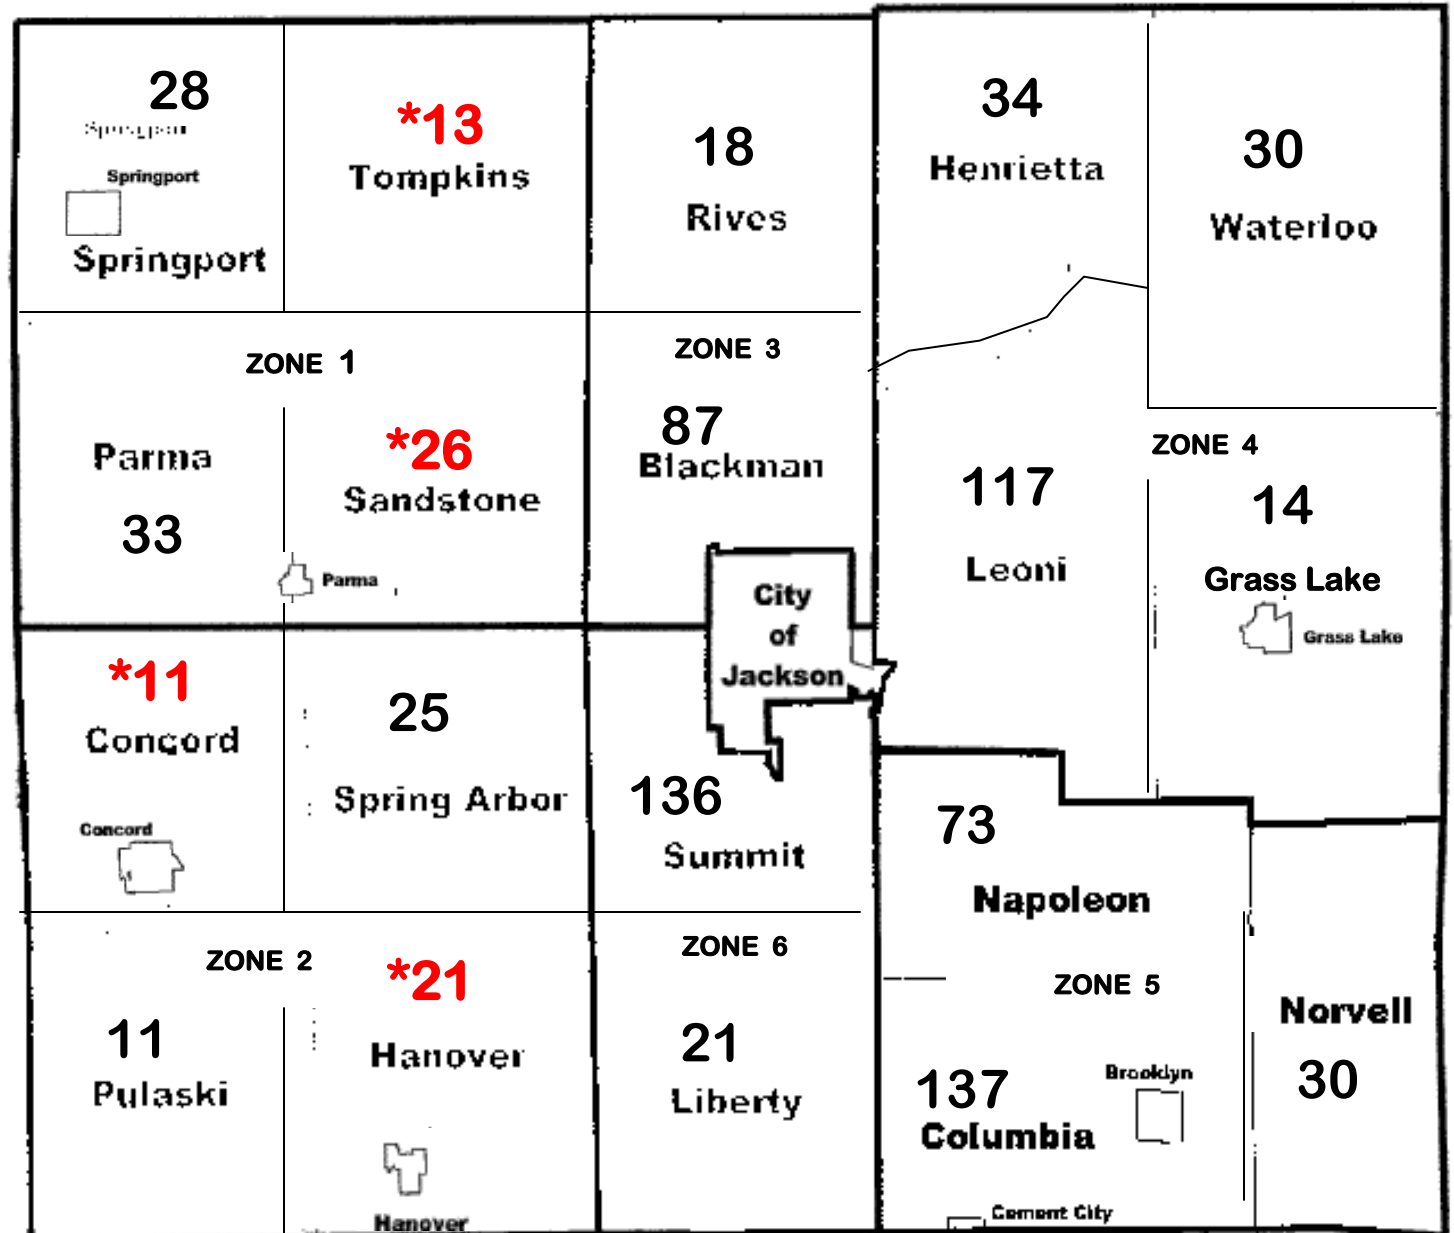 28
Springport
Springport
Springport
*13
Tompkins
18
Rives
34
Henrietta
30
Waterloo
ZONE 1
Parma
33
*26
Sandstone
Parma
ZONE 3
87
Blackman
City
of
Jackson
117
Leoni
ZONE 4
14
Grass Lake
Grass Lake
*11
Concord
Concord
25
Spring Arbor
136
Summit
73
Napoleon
ZONE 2
11
Pulaski
*21
Hanover
Hanover
ZONE 6
21
Liberty
ZONE 5
137
Columbia
Brooklyn
Cement City
Norvell
30